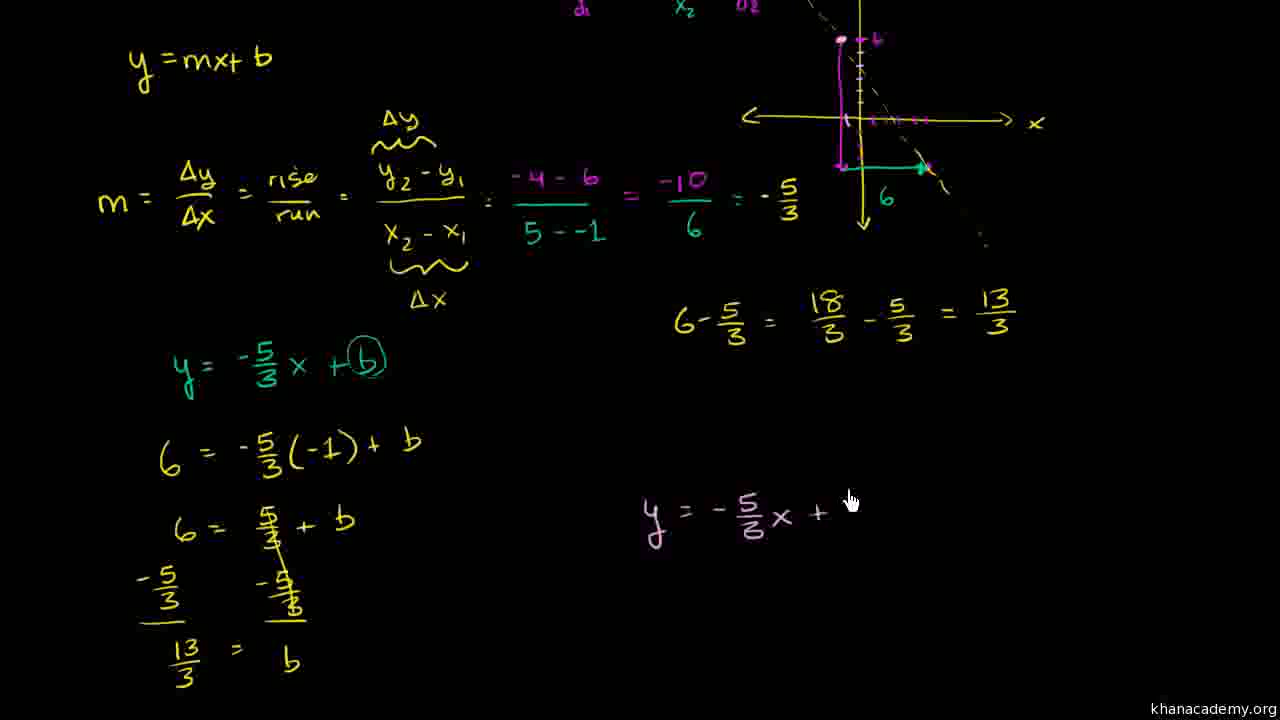 x₂
y = mx + b
6
x
Δy
m = Δy/Δx = rise/run = (y₂ - y₁)/(x₂ - x₁) = (-4 - 6)/(5 - -1) = -10/6 = -5/3
6
Δx
6 - 5/3 = 18/3 - 5/3 = 13/3
y = -5/3 x + b
6 = -5/3 (-1) + b
6 = 5/3 + b
y = -5/3 x +
-5/3 -5/3
13/3 = b
khanacademy.org